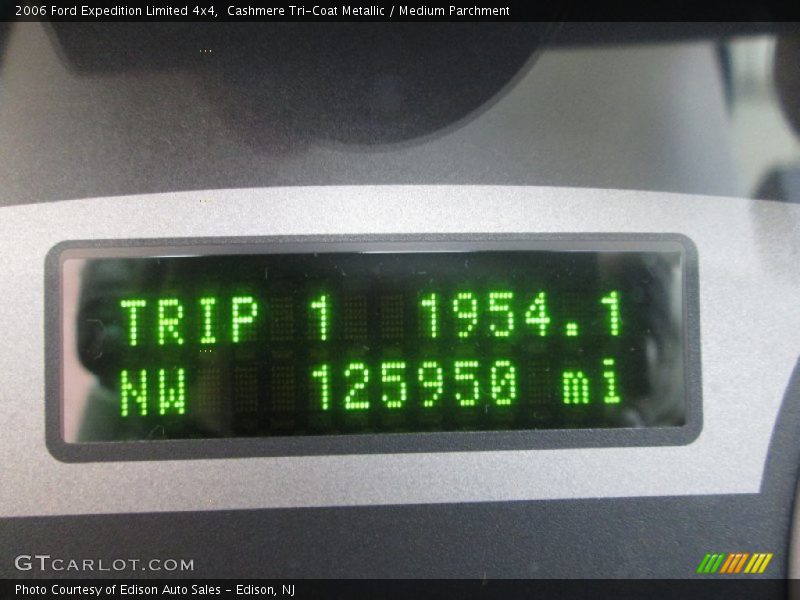 2006 Ford Expedition Limited 4x4, Cashmere Tri-Coat Metallic / Medium Parchment
TRIP 1 1954.1
NW 125950 mi
GTCARLOT.COM
Photo Courtesy of Edison Auto Sales - Edison, NJ